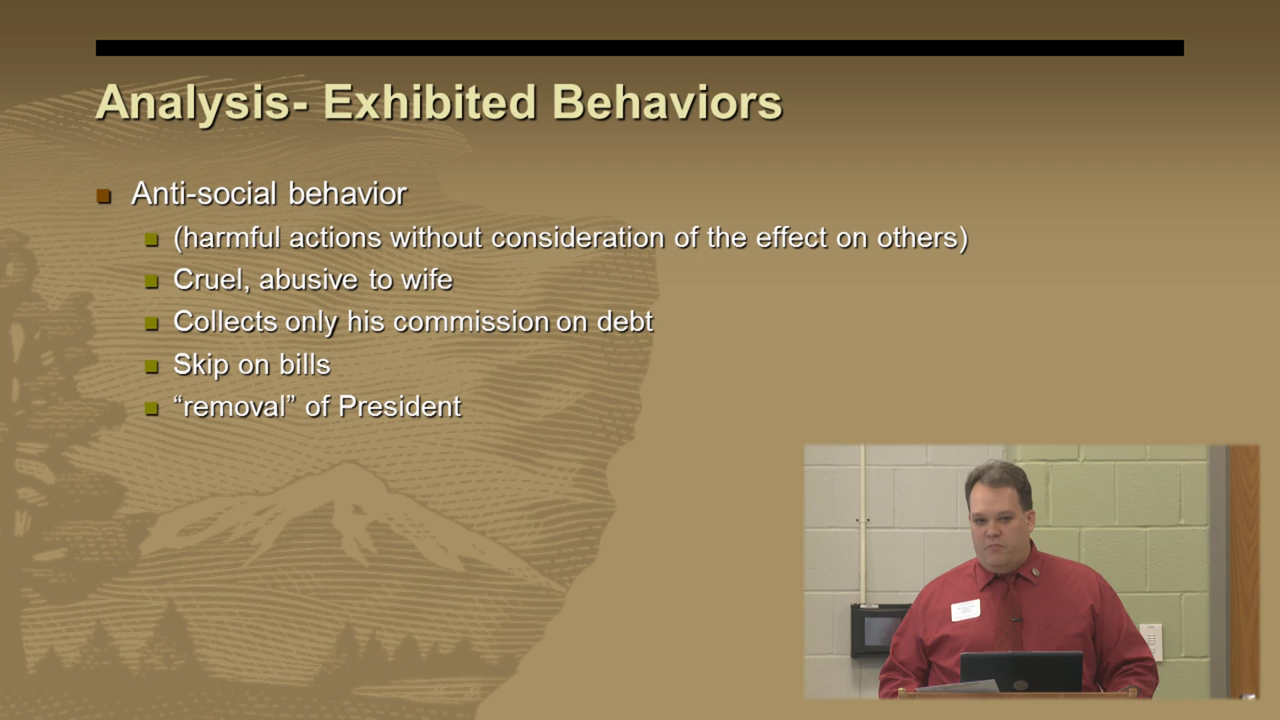 Analysis- Exhibited Behaviors
Anti-social behavior
(harmful actions without consideration of the effect on others)
Cruel, abusive to wife
Collects only his commission on debt
Skip on bills
“removal” of President